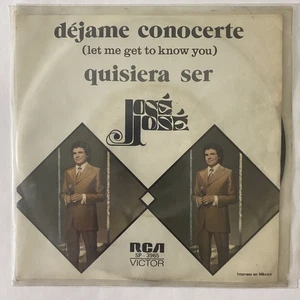 déjame conocerte
(let me get to know you)
quisiera ser
José
José
RCA
SP - 3965
VICTOR
Impreso en México